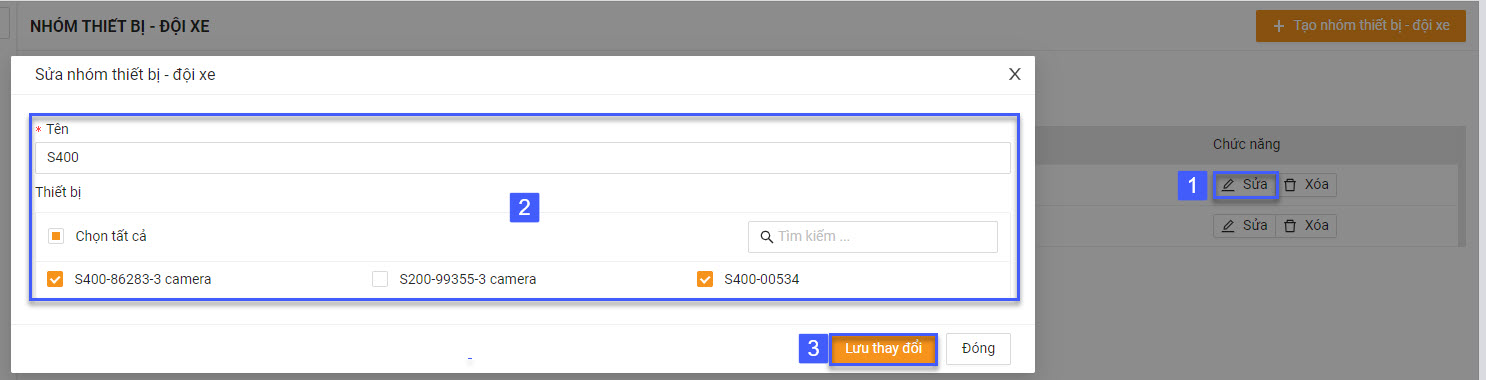 NHÓM THIẾT BỊ - ĐỘI XE
+ Tạo nhóm thiết bị - đội xe
Sửa nhóm thiết bị - đội xe
X
* Tên
S400
Thiết bị
2
Chọn tất cả
Tìm kiếm ...
S400-86283-3 camera
S200-99355-3 camera
S400-00534
3
Lưu thay đổi
Đóng
Chức năng
1
Sửa
Xóa
Sửa
Xóa